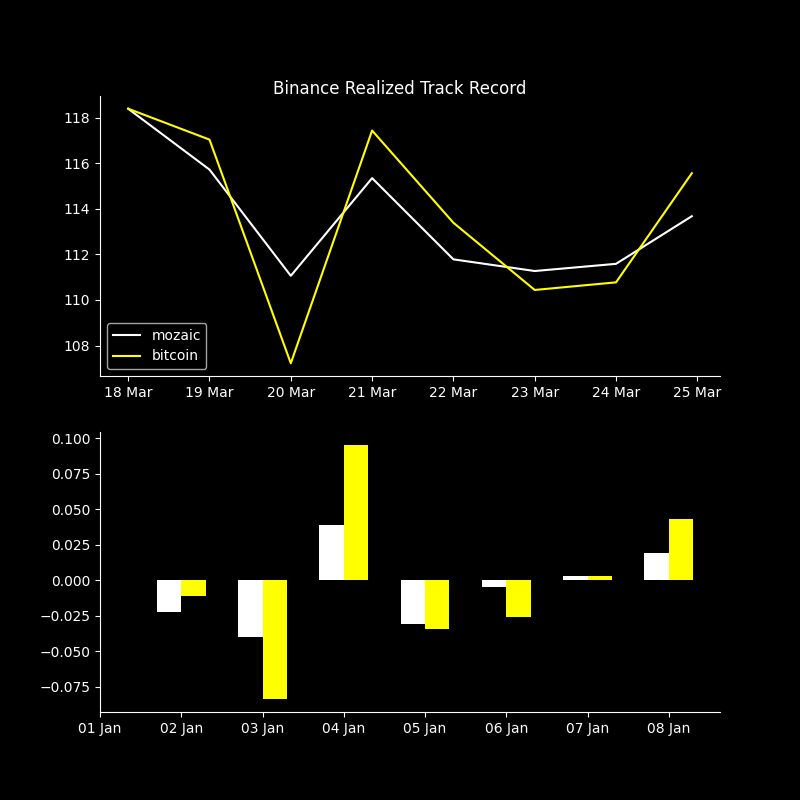 Binance Realized Track Record
118
116
114
112
110
108
mozaic
bitcoin
18 Mar 19 Mar 20 Mar 21 Mar 22 Mar 23 Mar 24 Mar 25 Mar
0.100
0.075
0.050
0.025
0.000
−0.025
−0.050
−0.075
01 Jan 02 Jan 03 Jan 04 Jan 05 Jan 06 Jan 07 Jan 08 Jan